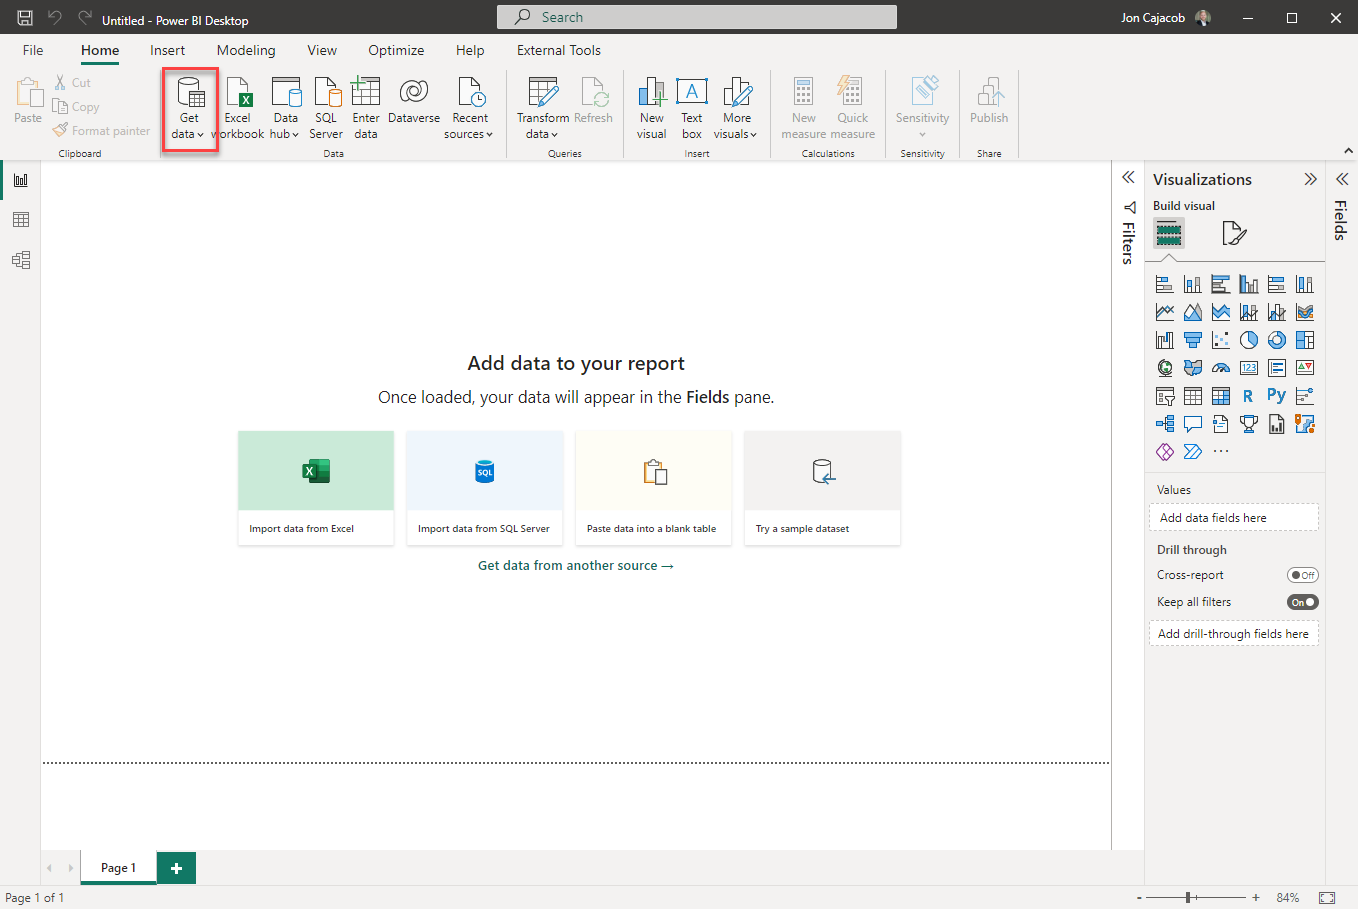 Untitled - Power BI Desktop
Search
Jon Cajacob
File Home Insert Modeling View Optimize Help External Tools
Paste
Cut
Copy
Format painter
Clipboard
Get data
Excel workbook
Data hub
SQL Server
Enter data
Dataverse
Recent sources
Data
Transform data
Refresh
Queries
New visual
Text box
A
More visuals
Insert
New measure
Quick measure
Calculations
Sensitivity
Sensitivity
Publish
Share
Filters
Visualizations
Build visual
123
R
Py
Values
Add data fields here
Drill through
Cross-report
Off
Keep all filters
On
Add drill-through fields here
Fields
Add data to your report
Once loaded, your data will appear in the Fields pane.
X
SQL
Import data from Excel
Import data from SQL Server
Paste data into a blank table
Try a sample dataset
Get data from another source →
Page 1
+
Page 1 of 1
- + 84%